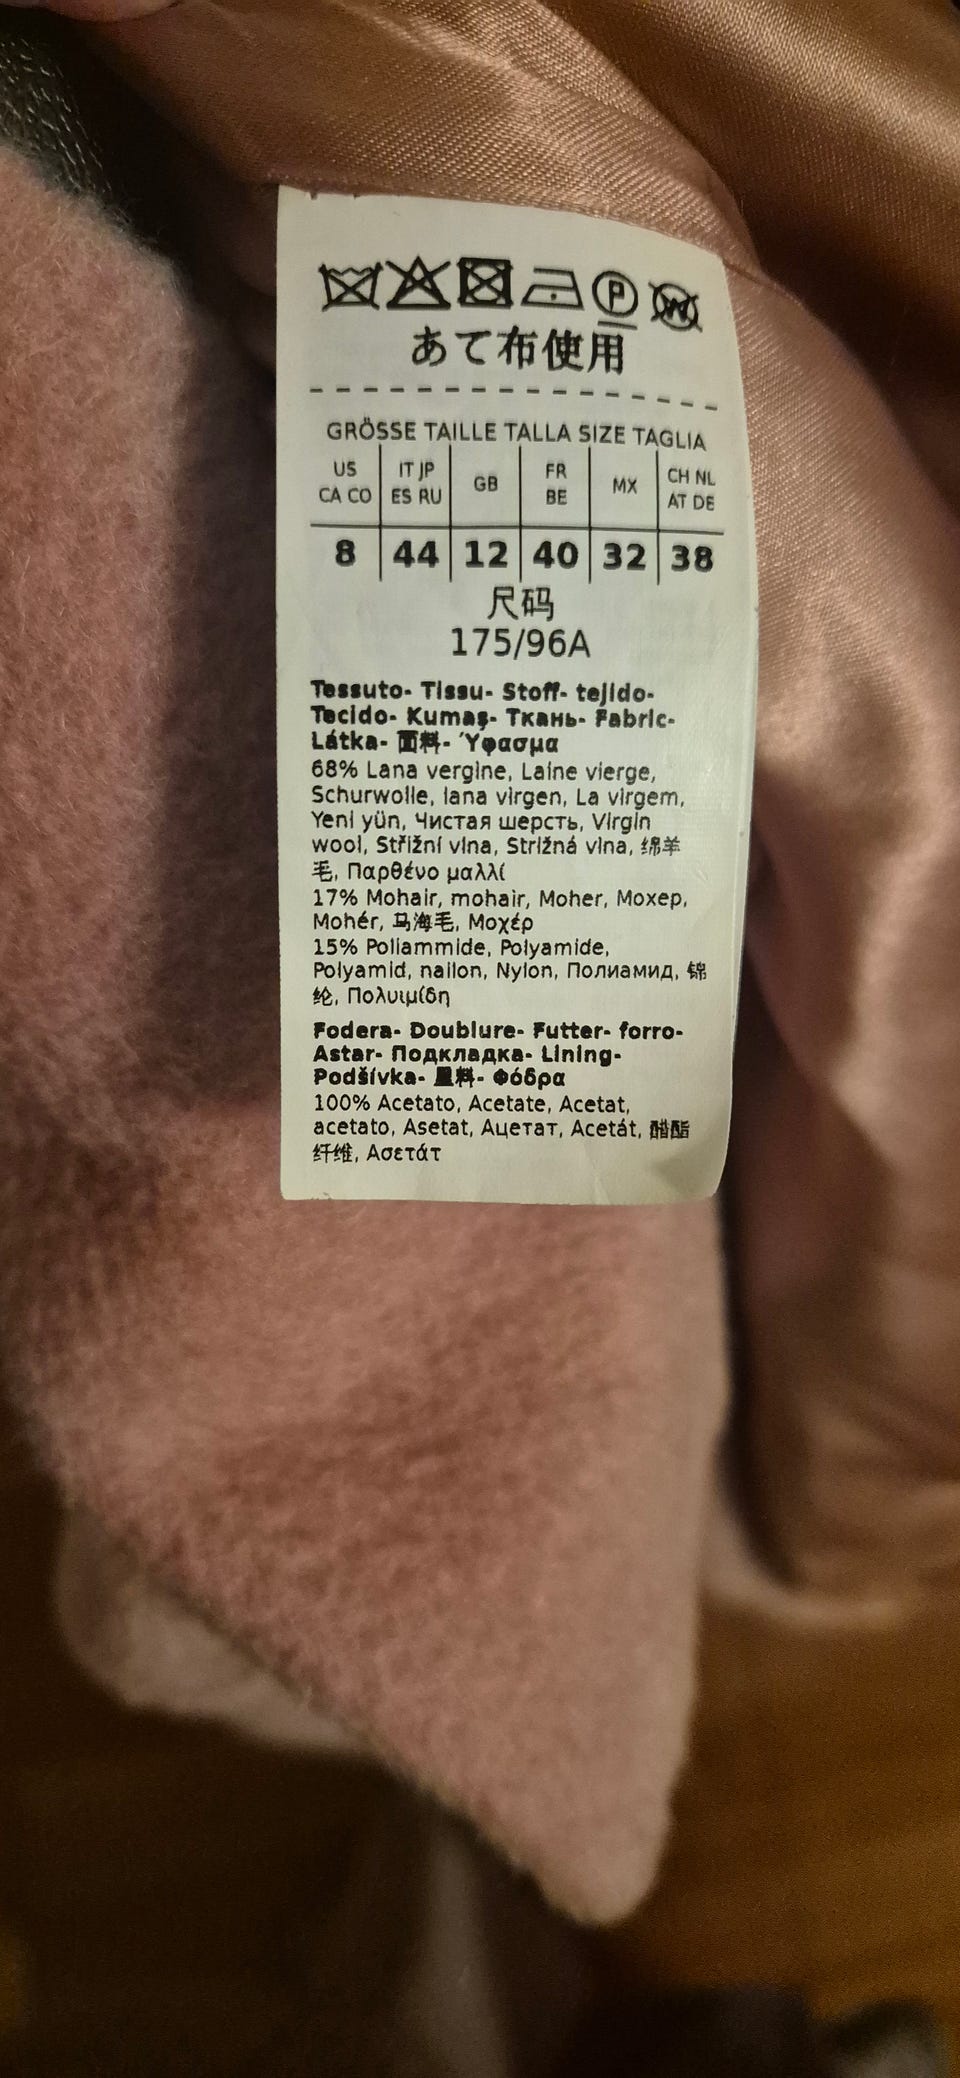 P W
あて布使用
GRÖSSE TAILLE TALLA SIZE TAGLIA
US CA CO IT JP ES RU GB FR BE MX CH NL AT DE
8 44 12 40 32 38
尺码
175/96A
Tessuto- Tissu- Stoff- tejido-
Tecido- Kumaş- Ткань- Fabric-
Látka- 面料- Ύφασμα
68% Lana vergine, Laine vierge,
Schurwolle, lana virgen, La virgem,
Yeni yün, Чистая шерсть, Virgin
wool, Střižní vlna, Strižná vlna, 绵羊
毛, Παρθένο μαλλί
17% Mohair, mohair, Moher, Мохер,
Mohér, 马海毛, Μοχέρ
15% Poliammide, Polyamide,
Polyamid, nailon, Nylon, Полиамид, 锦
纶, Πολυιμίδη
Fodera- Doublure- Futter- forro-
Astar- Подкладка- Lining-
Podšívka- 里料- Φόδρα
100% Acetato, Acetate, Acetat,
acetato, Asetat, Ацетат, Acetát, 醋酯
纤维, Ασετάτ